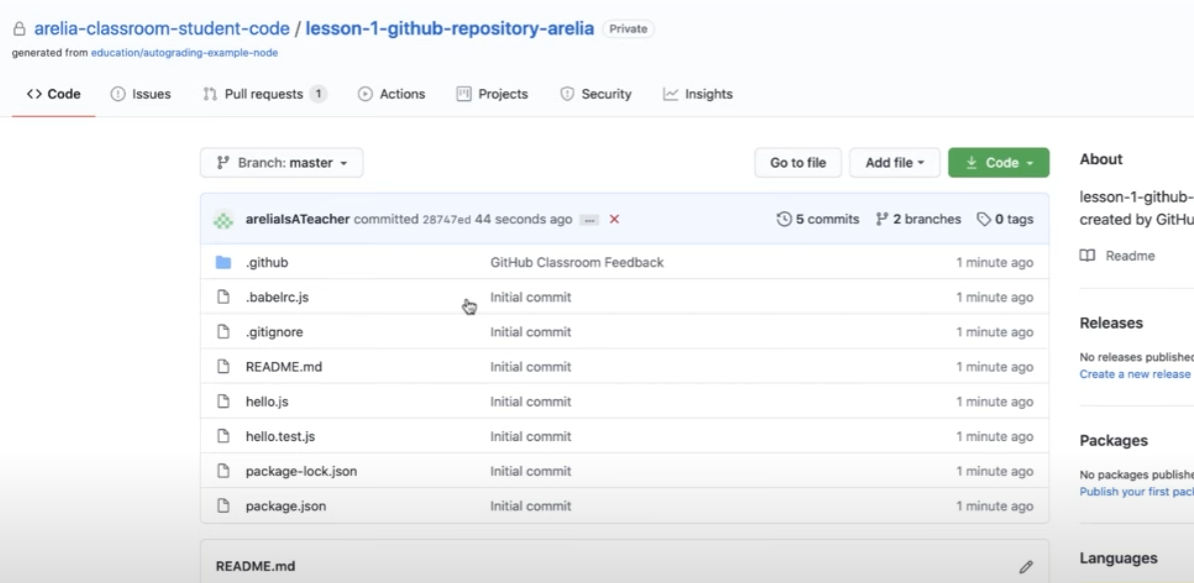 arelia-classroom-student-code / lesson-1-github-repository-arelia Private
generated from education/autograding-example-node
Code Issues Pull requests 1 Actions Projects Security Insights
Branch: master Go to file Add file Code
About
areliaIsATeacher committed 28747ed 44 seconds ago ... 5 commits 2 branches 0 tags
lesson-1-github-
created by GitHu
.github GitHub Classroom Feedback 1 minute ago
Readme
.babelrc.js Initial commit 1 minute ago
.gitignore Initial commit 1 minute ago
Releases
README.md Initial commit 1 minute ago
No releases published
Create a new release
hello.js Initial commit 1 minute ago
hello.test.js Initial commit 1 minute ago
Packages
package-lock.json Initial commit 1 minute ago
No packages publishe
Publish your first pac
package.json Initial commit 1 minute ago
README.md
Languages